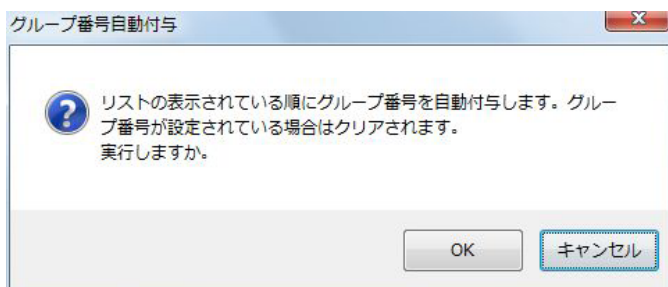 グループ番号自動付与
リストの表示されている順にグループ番号を自動付与します。グルー
プ番号が設定されている場合はクリアされます。
実行しますか。
OK
キャンセル